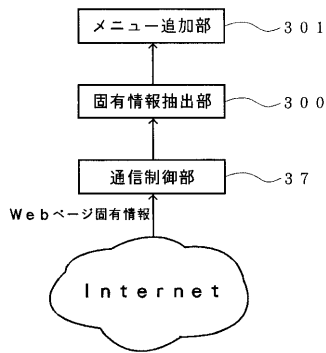 メニュー追加部 301
固有情報抽出部 300
通信制御部 37
Webページ固有情報
Internet